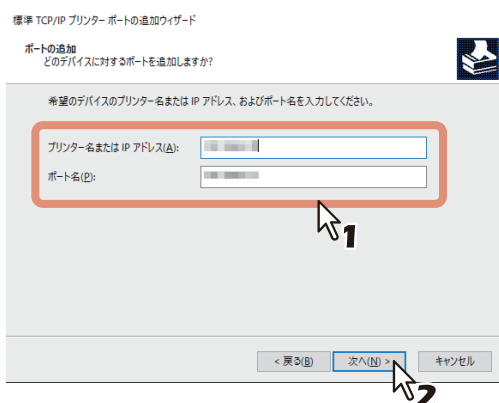 標準 TCP/IP プリンター ポートの追加ウィザード
ポートの追加
どのデバイスに対するポートを追加しますか?
希望のデバイスのプリンター名または IP アドレス、およびポート名を入力してください。
プリンター名または IP アドレス(A):
ポート名(P):
1
< 戻る(B) 次へ(N) > キャンセル
2